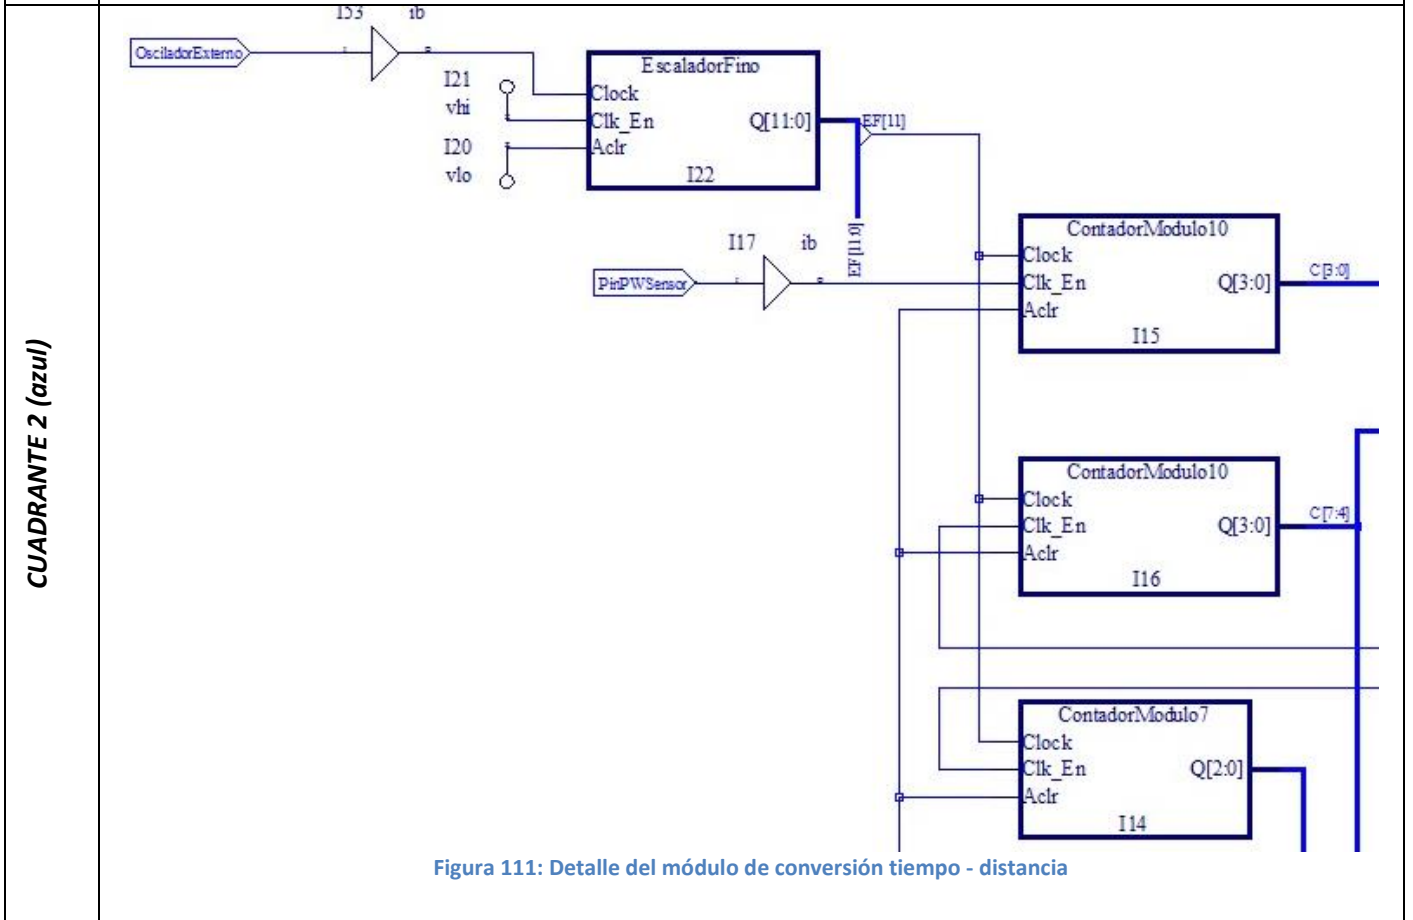 CUADRANTE 2 (azul)
I53 ib
OsciladorExterno
I21
vhi
I20
vlo
EscaladorFino
Clock
Clk_En
Q[11:0]
Aclr
I22
EF[11]
EF[11:0]
I17 ib
PinPWSensor
ContadorModulo10
Clock
Clk_En
Q[3:0]
Aclr
I15
C[3:0]
ContadorModulo10
Clock
Clk_En
Q[3:0]
Aclr
I16
C[7:4]
ContadorModulo7
Clock
Clk_En
Q[2:0]
Aclr
I14
Figura 111: Detalle del módulo de conversión tiempo - distancia